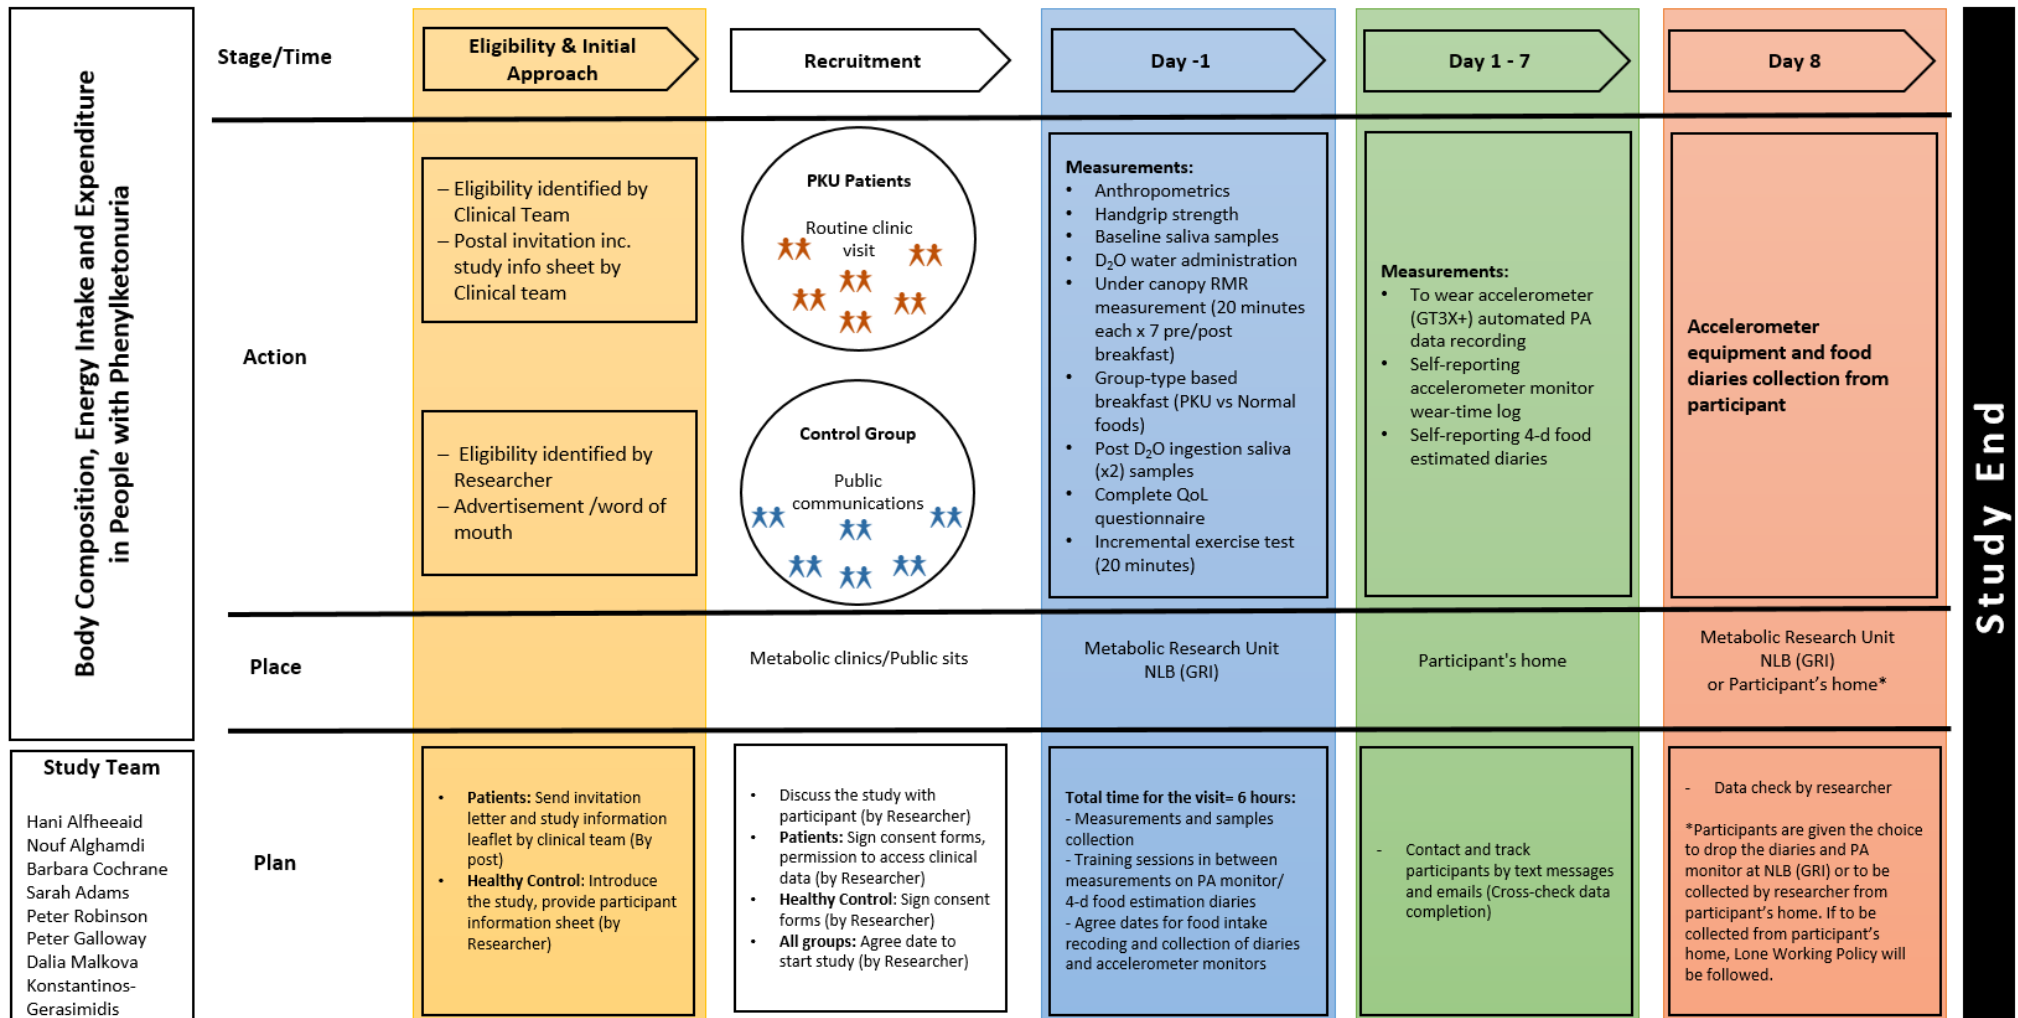 Body Composition, Energy Intake and Expenditure
in People with Phenylketonuria
Study Team
Hani Alfheeaid
Nouf Alghamdi
Barbara Cochrane
Sarah Adams
Peter Robinson
Peter Galloway
Dalia Malkova
Konstantinos-
Gerasimidis
Stage/Time
Eligibility & Initial
Approach
Recruitment
Day -1
Day 1 - 7
Day 8
Action
– Eligibility identified by
Clinical Team
– Postal invitation inc.
study info sheet by
Clinical team
– Eligibility identified by
Researcher
– Advertisement /word of
mouth
PKU Patients
Routine clinic
visit
Control Group
Public
communications
Measurements:
• Anthropometrics
• Handgrip strength
• Baseline saliva samples
• D₂O water administration
• Under canopy RMR
measurement (20 minutes
each x 7 pre/post
breakfast)
• Group-type based
breakfast (PKU vs Normal
foods)
• Post D₂O ingestion saliva
(x2) samples
• Complete QoL
questionnaire
• Incremental exercise test
(20 minutes)
Measurements:
• To wear accelerometer
(GT3X+) automated PA
data recording
• Self-reporting
accelerometer monitor
wear-time log
• Self-reporting 4-d food
estimated diaries
Accelerometer
equipment and food
diaries collection from
participant
Place
Metabolic clinics/Public sits
Metabolic Research Unit
NLB (GRI)
Participant's home
Metabolic Research Unit
NLB (GRI)
or Participant's home*
Plan
• Patients: Send invitation
letter and study information
leaflet by clinical team (By
post)
• Healthy Control: Introduce
the study, provide participant
information sheet (by
Researcher)
• Discuss the study with
participant (by Researcher)
• Patients: Sign consent forms,
permission to access clinical
data (by Researcher)
• Healthy Control: Sign consent
forms (by Researcher)
• All groups: Agree date to
start study (by Researcher)
Total time for the visit= 6 hours:
- Measurements and samples
collection
- Training sessions in between
measurements on PA monitor/
4-d food estimation diaries
- Agree dates for food intake
recoding and collection of diaries
and accelerometer monitors
- Contact and track
participants by text messages
and emails (Cross-check data
completion)
- Data check by researcher
*Participants are given the choice
to drop the diaries and PA
monitor at NLB (GRI) or to be
collected by researcher from
participant's home. If to be
collected from participant's
home, Lone Working Policy will
be followed.
Study End